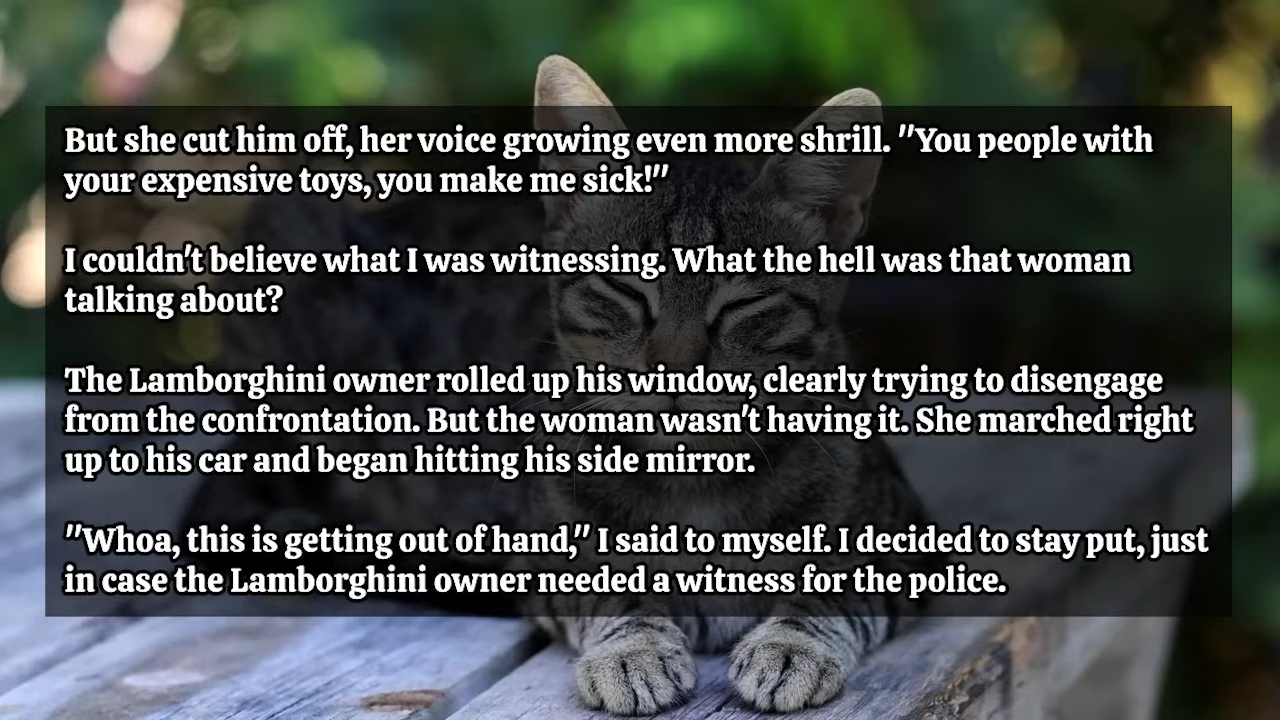 But she cut him off, her voice growing even more shrill. "You people with
your expensive toys, you make me sick!"
I couldn't believe what I was witnessing. What the hell was that woman
talking about?
The Lamborghini owner rolled up his window, clearly trying to disengage
from the confrontation. But the woman wasn't having it. She marched right
up to his car and began hitting his side mirror.
"Whoa, this is getting out of hand," I said to myself. I decided to stay put, just
in case the Lamborghini owner needed a witness for the police.